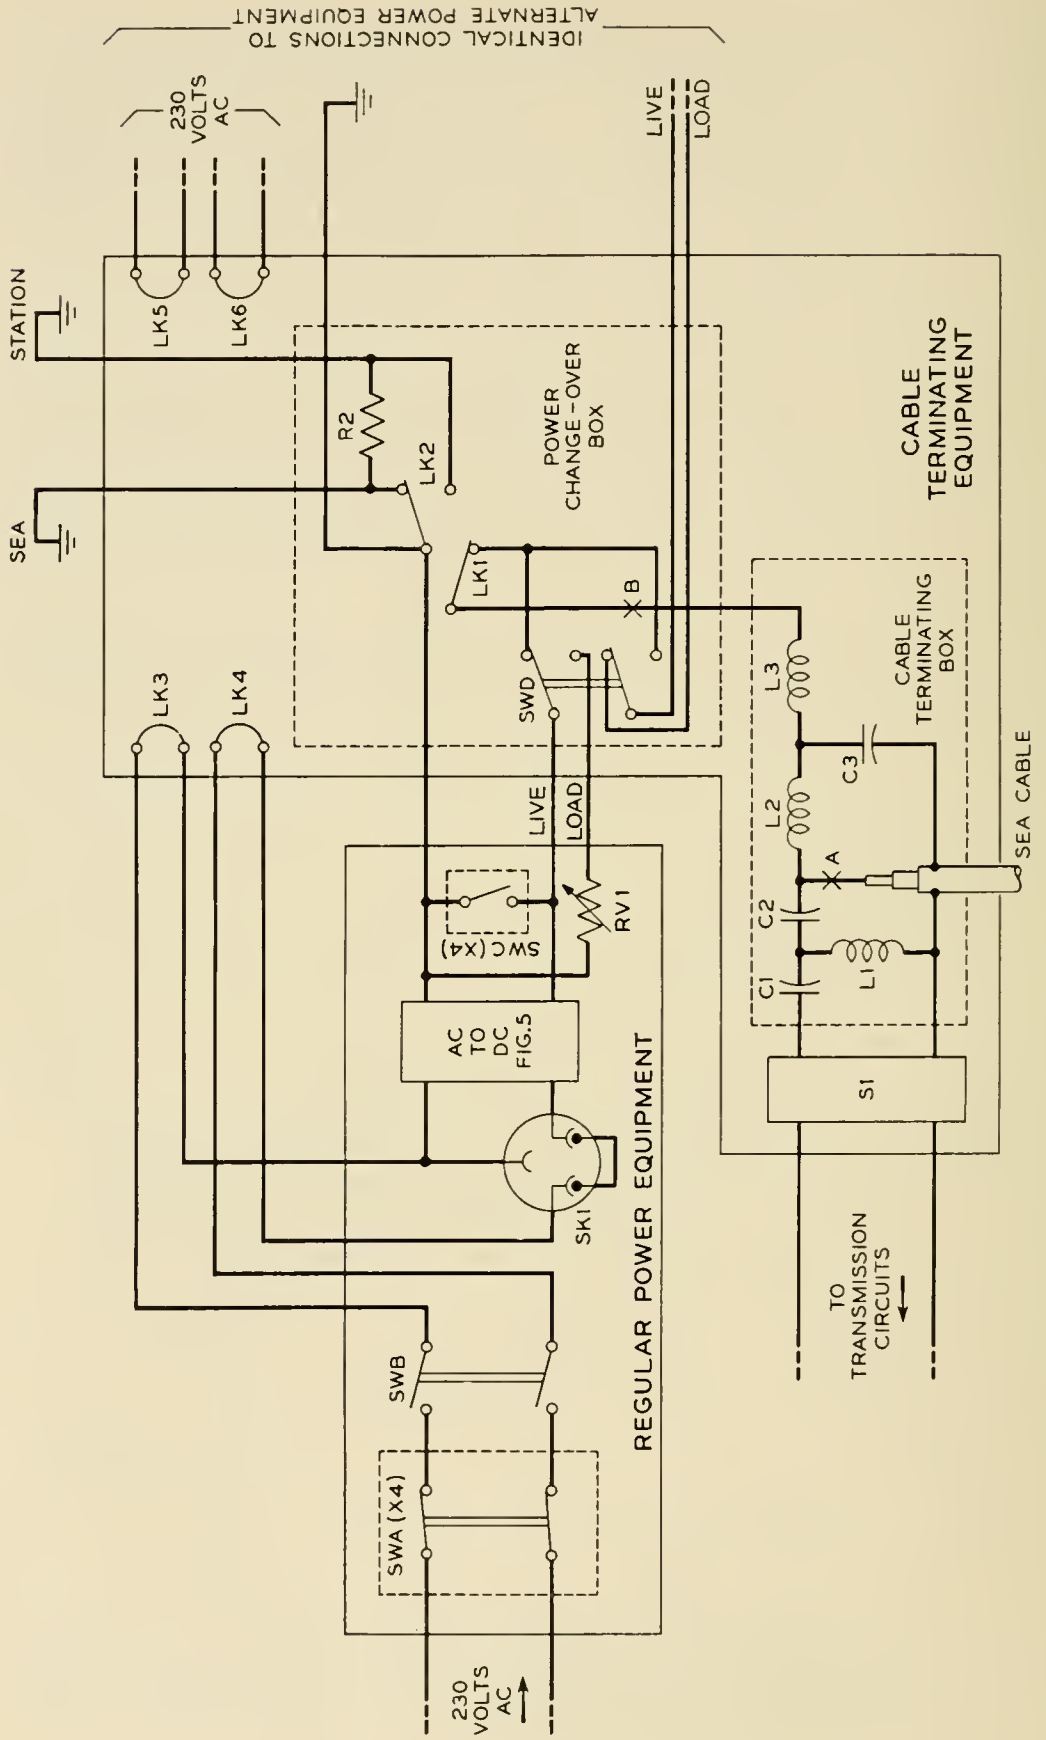 IDENTICAL CONNECTIONS TO
ALTERNATE POWER EQUIPMENT
230
VOLTS
AC
LK5
LK6
STATION
SEA
LK3
LK4
R2
LK2
LK1
POWER
CHANGE-OVER
BOX
LIVE
LOAD
SWD
B
CABLE
TERMINATING
EQUIPMENT
CABLE
TERMINATING
BOX
L3
C3
L2
A
C2
L1
C1
SEA CABLE
S1
TO
TRANSMISSION
CIRCUITS
LIVE
LOAD
RV1
SWC (X4)
AC
TO
DC
FIG.5
SK1
REGULAR POWER EQUIPMENT
SWB
SWA (X4)
230
VOLTS
AC